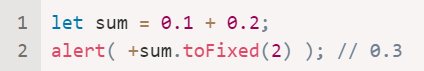 1 let sum = 0.1 + 0.2;
2 alert( +sum.toFixed(2) ); // 0.3